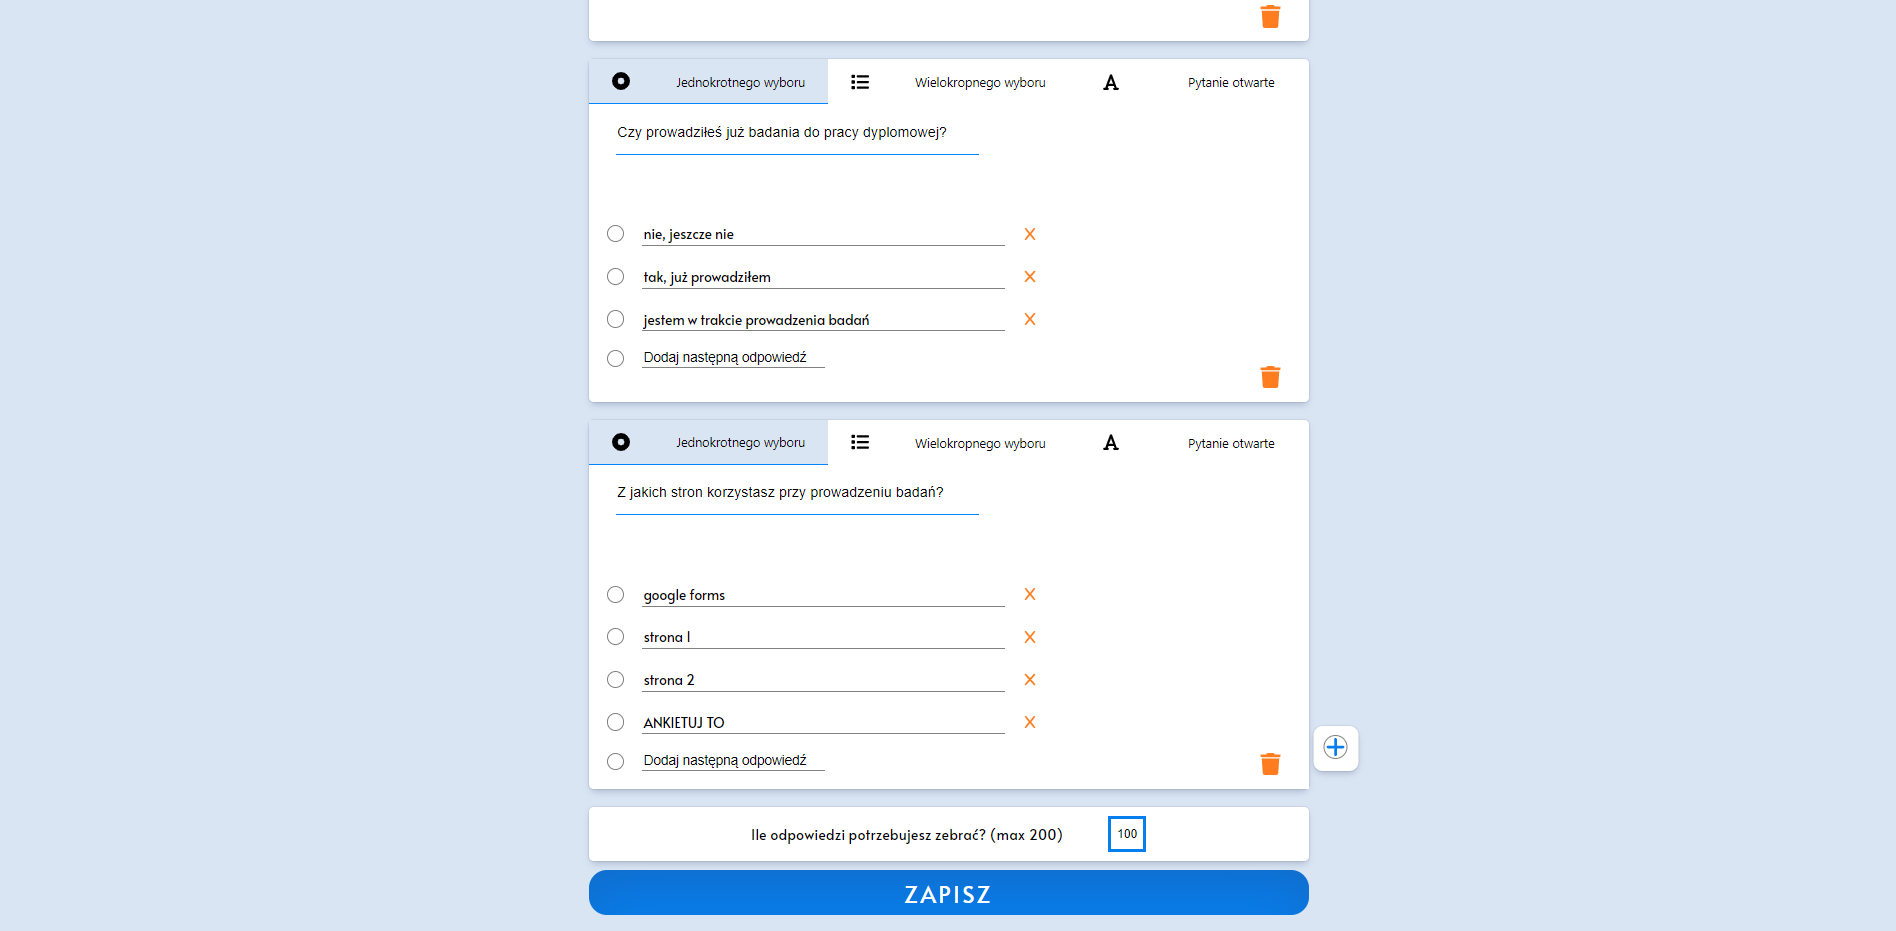 Jednokrotnego wyboru Wielokropnego wyboru A Pytanie otwarte
Czy prowadziłeś już badania do pracy dyplomowej?
nie, jeszcze nie X
tak, już prowadziłem X
jestem w trakcie prowadzenia badań X
Dodaj następną odpowiedź
Jednokrotnego wyboru Wielokropnego wyboru A Pytanie otwarte
Z jakich stron korzystasz przy prowadzeniu badań?
google forms X
strona 1 X
strona 2 X
ANKIETUJ TO X
Dodaj następną odpowiedź
Ile odpowiedzi potrzebujesz zebrać? (max 200) 100
ZAPISZ